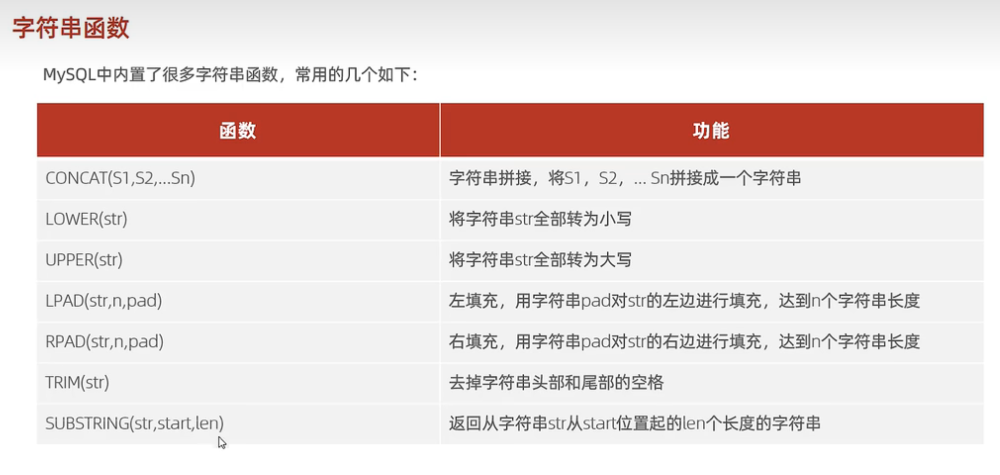 字符串函数
MySQL中内置了很多字符串函数，常用的几个如下：
函数 功能
CONCAT(S1,S2,...Sn) 字符串拼接，将S1，S2，... Sn拼接成一个字符串
LOWER(str) 将字符串str全部转为小写
UPPER(str) 将字符串str全部转为大写
LPAD(str,n,pad) 左填充，用字符串pad对str的左边进行填充，达到n个字符串长度
RPAD(str,n,pad) 右填充，用字符串pad对str的右边进行填充，达到n个字符串长度
TRIM(str) 去掉字符串头部和尾部的空格
SUBSTRING(str,start,len) 返回从字符串str从start位置起的len个长度的字符串